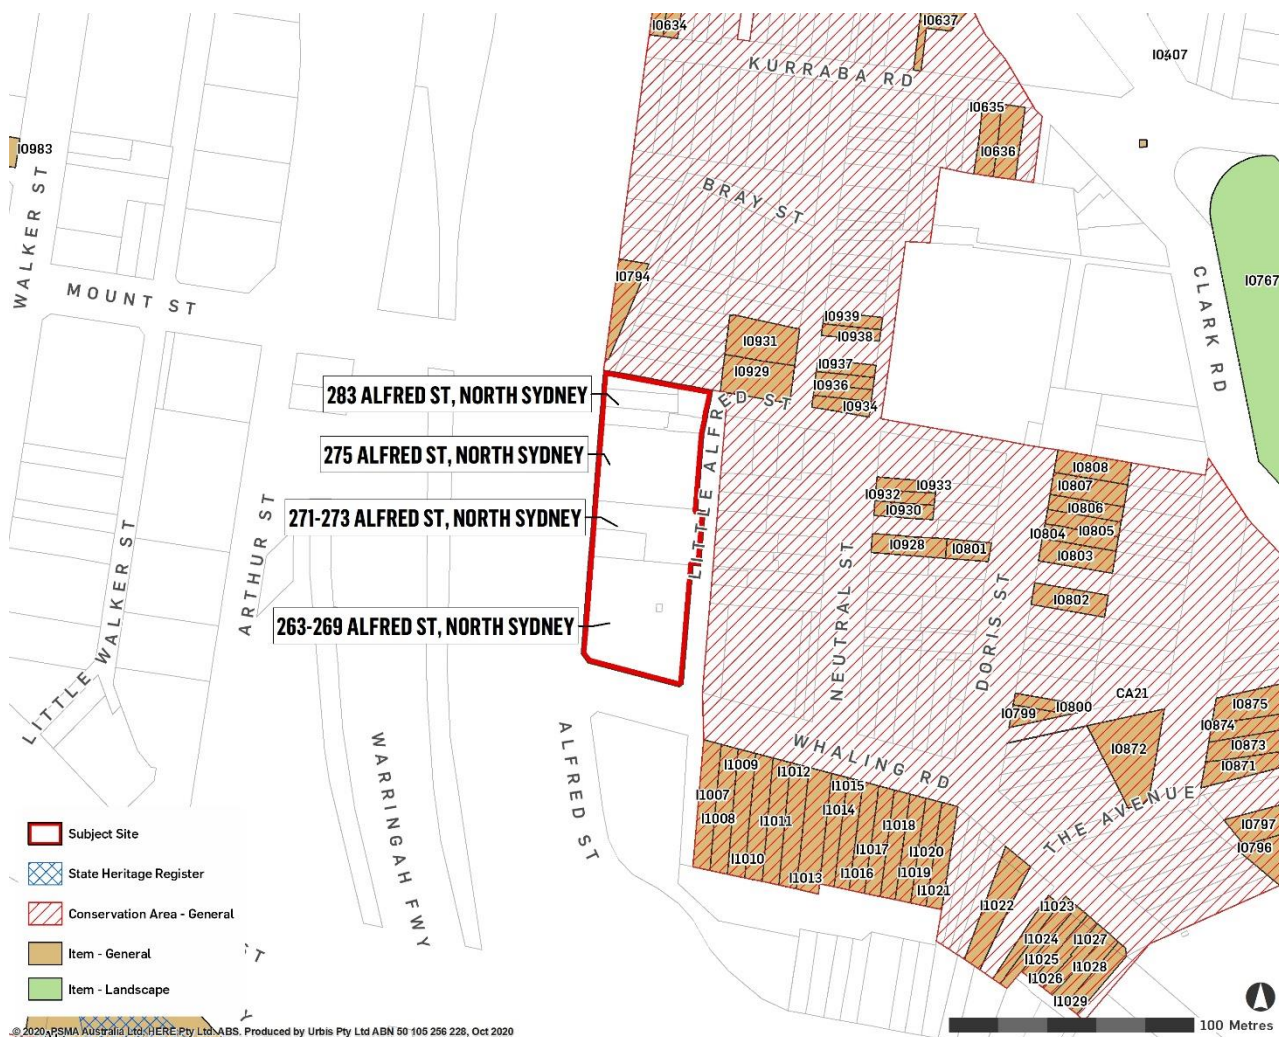 I0634
I0637
I0407
KURRABA RD
I0635
I0636
I0983
WALKER ST
BRAY ST
I0794
I0767
CLARK RD
MOUNT ST
I0939
I0938
I0931
I0929
I0937
I0936
I0934
283 ALFRED ST, NORTH SYDNEY
LITTLE ALFRED ST
275 ALFRED ST, NORTH SYDNEY
I0808
I0807
I0806
I0805
I0804
I0803
I0933
I0932
I0930
271-273 ALFRED ST, NORTH SYDNEY
ARTHUR ST
LITTLE WALKER ST
I0928
I0801
I0802
NEUTRAL ST
DORIS ST
263-269 ALFRED ST, NORTH SYDNEY
CA21
I0799
I0800
I0872
I0875
I0874
I0873
I0871
WARRINGAH FWY
ALFRED ST
WHALING RD
THE AVENUE
I0797
I0796
I1009
I1012
I1015
I1007
I1014
I1008
I1011
I1018
I1017
I1020
I1010
I1013
I1016
I1019
I1021
I1022
I1023
I1024
I1027
I1025
I1026
I1028
I1029
Subject Site
State Heritage Register
Conservation Area - General
Item - General
Item - Landscape
ST
Y
© 2020. PSMA Australia Ltd, HERE Pty Ltd. ABS. Produced by Urbis Pty Ltd ABN 50 105 256 228, Oct 2020
100 Metres